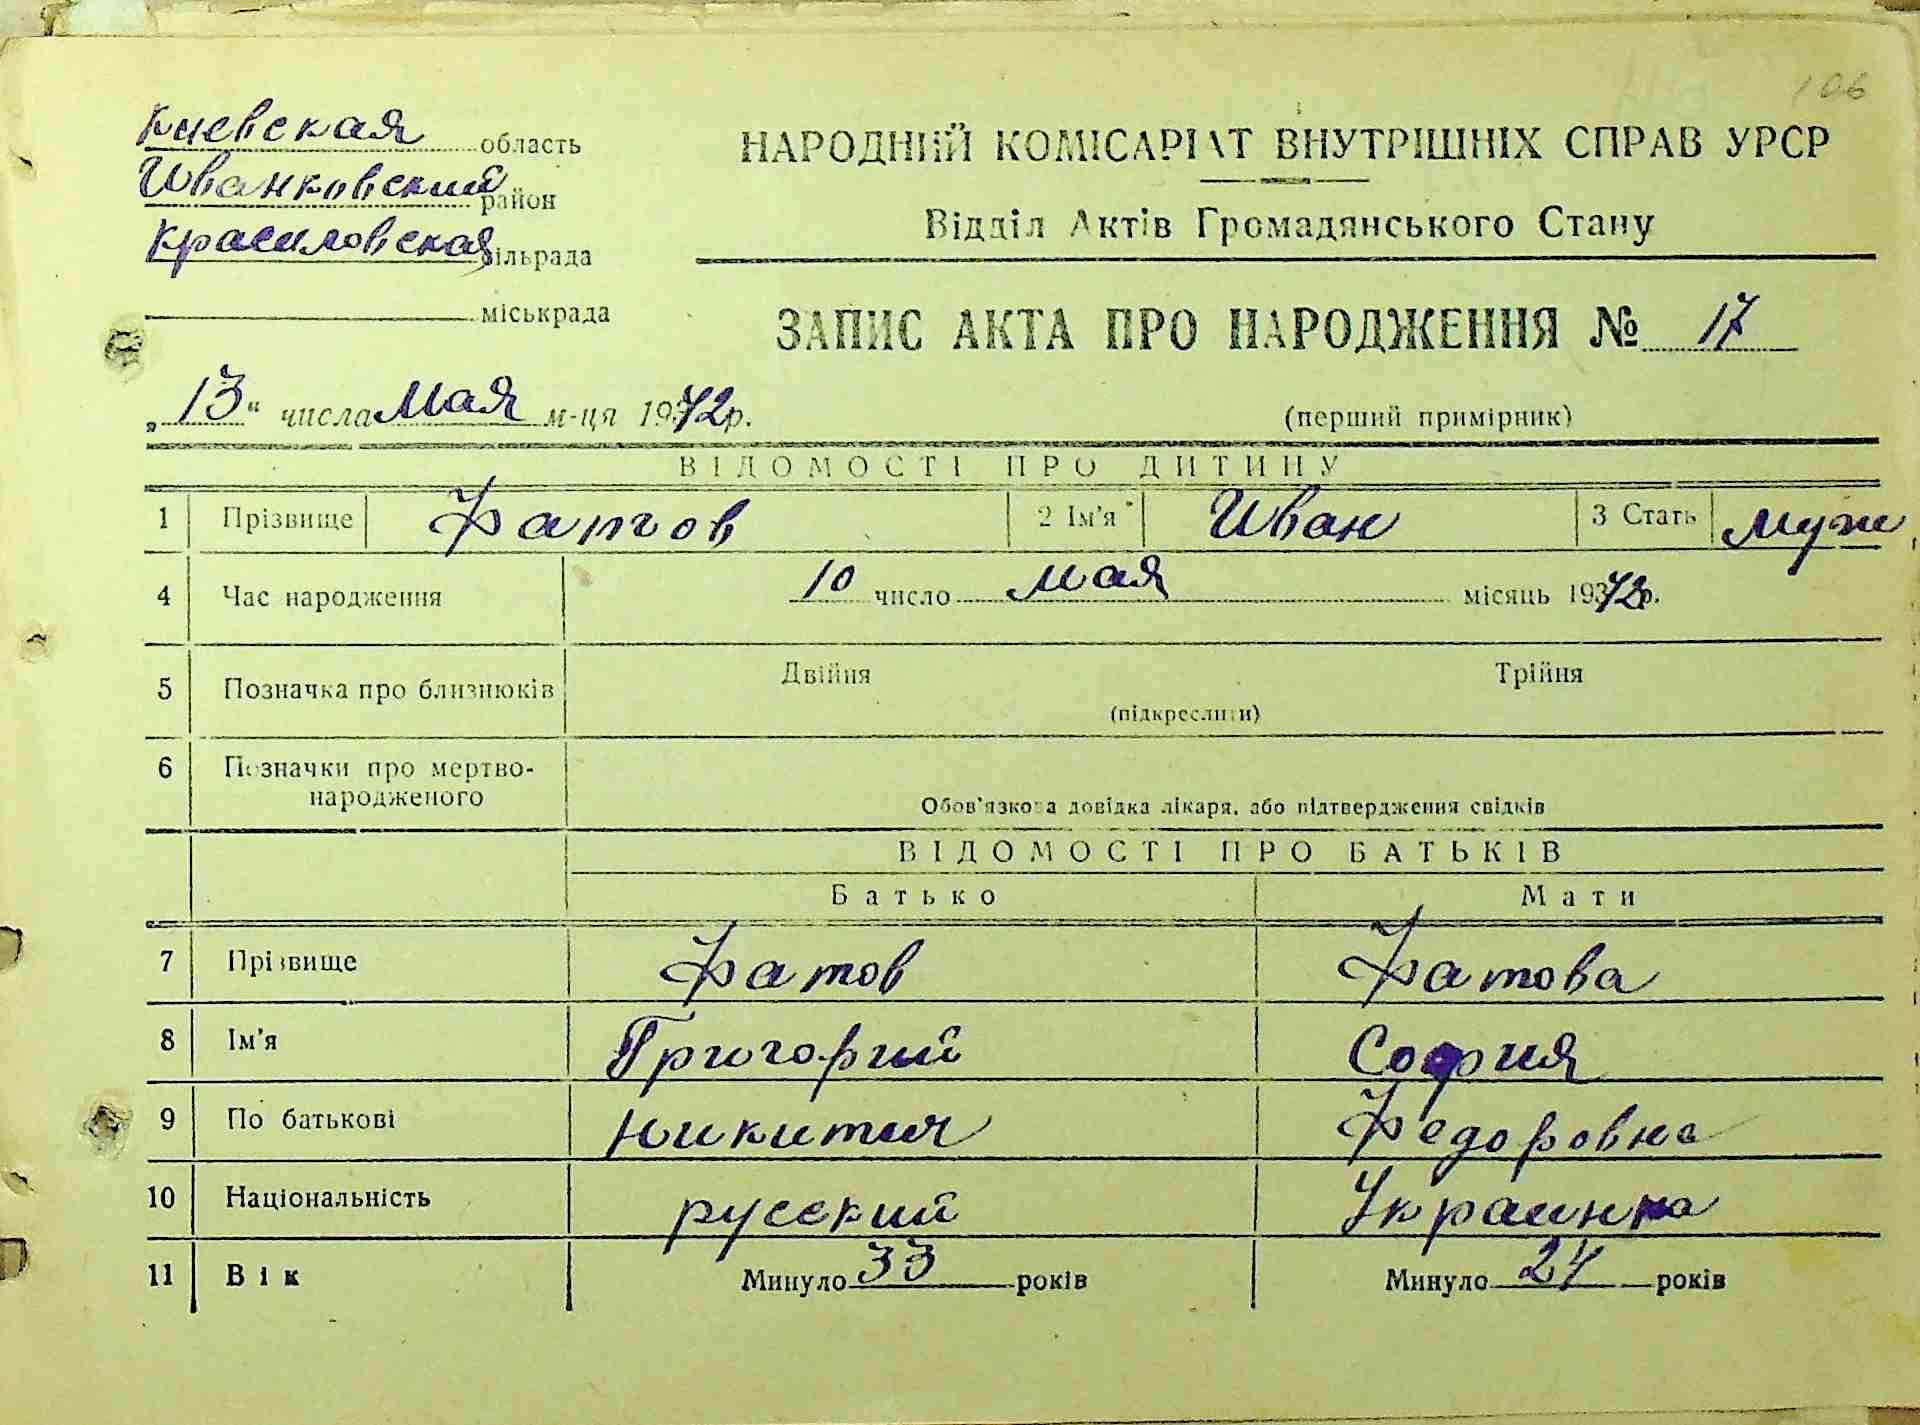 106
Киевская область
Иванковский район
Красиловская сільрада
міськрада
НАРОДНИЙ КОМІСАРІАТ ВНУТРІШНІХ СПРАВ УРСР
Відділ Актів Громадянського Стану
ЗАПИС АКТА ПРО НАРОДЖЕННЯ № 17
„13“ числа мая м-ця 1942р.
(перший примірник)
ВІДОМОСТІ ПРО ДИТИНУ
1 Прізвище Фатов 2 Ім'я Иван 3 Стать муж
4 Час народження 10 число мая місяць 1942р.
5 Позначка про близнюків Двійня Трійня
(підкреслити)
6 Позначки про мертво-
народженого
Обов'язкова довідка лікаря, або підтвердження свідків
ВІДОМОСТІ ПРО БАТЬКІВ
Батько Мати
7 Прізвище Фатов Фатова
8 Ім'я Григорий София
9 По батькові Федоровна
10 Національність русский Украинка
11 Вік Минуло 33 років Минуло 24 років